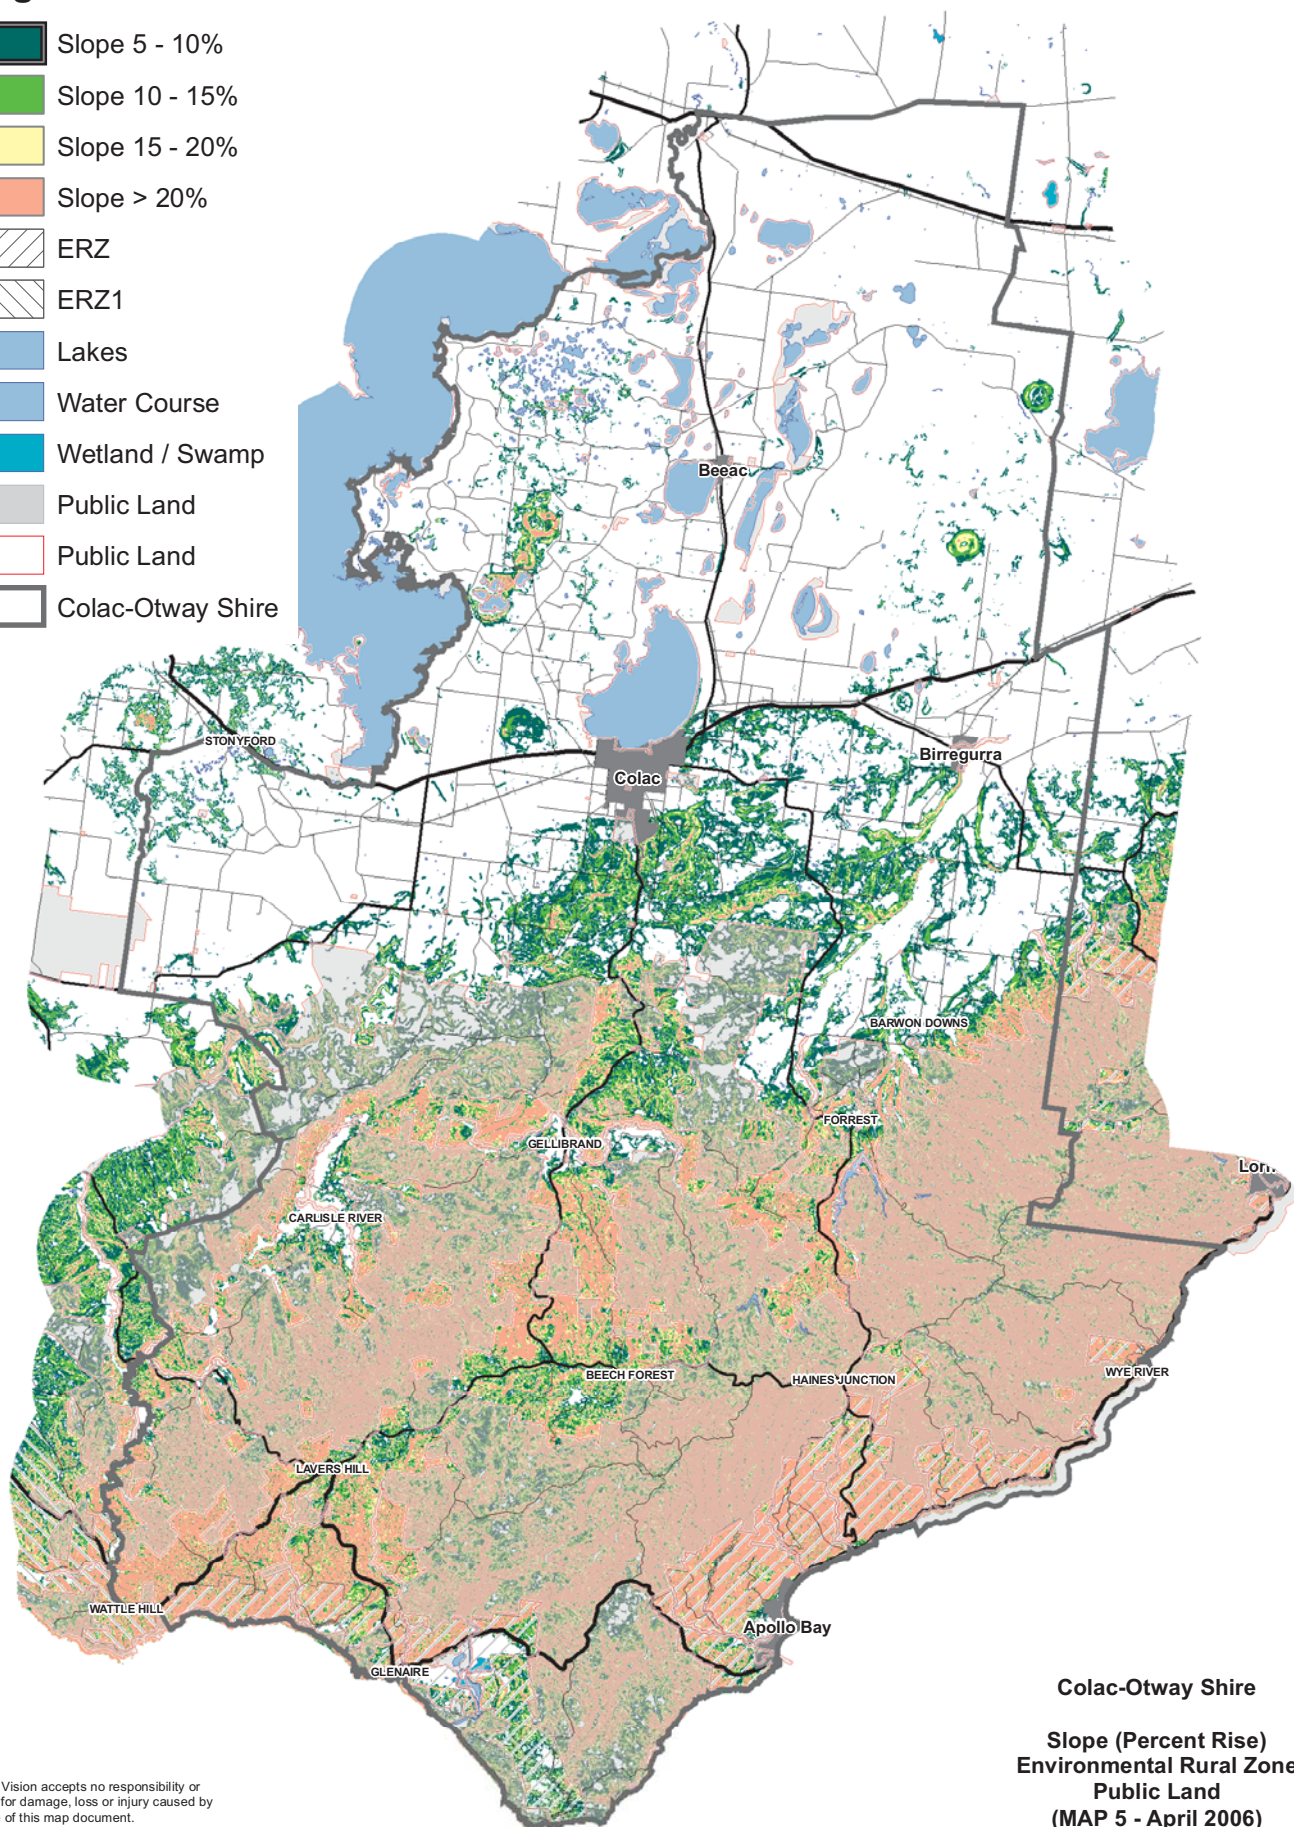 Slope 5 - 10%
Slope 10 - 15%
Slope 15 - 20%
Slope > 20%
ERZ
ERZ1
Lakes
Water Course
Wetland / Swamp
Public Land
Public Land
Colac-Otway Shire
Beeac
STONYFORD
Birregurra
Colac
BARWON DOWNS
FORREST
GELLIBRAND
Lorn
CARLISLE RIVER
WYE RIVER
BEECH FOREST
HAINES JUNCTION
LAVERS HILL
WATTLE HILL
Apollo Bay
GLENAIRE
Colac-Otway Shire
Slope (Percent Rise)
Environmental Rural Zone
Public Land
(MAP 5 - April 2006)
Vision accepts no responsibility or
for damage, loss or injury caused by
of this map document.